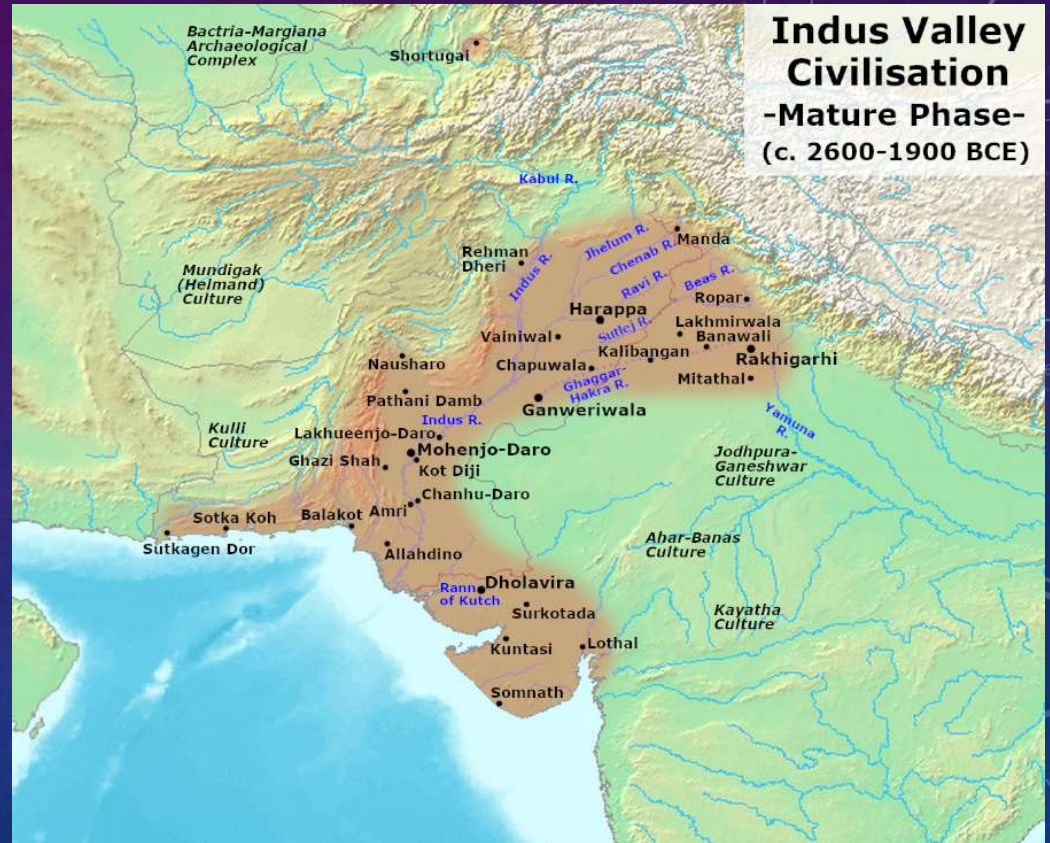 Indus Valley
Civilisation
-Mature Phase-
(c. 2600-1900 BCE)
Bactria-Margiana
Archaeological
Complex
Shortugai
Kabul R.
Manda
Jhelum R.
Chenab R.
Rehman
Dheri
Indus R.
Mundigak
(Helmand)
Culture
Ravi R.
Beas R.
Ropar
Harappa
Lakhmirwala
Sutlej R.
Vainiwal
Banawali
Kalibangan
Rakhigarhi
Nausharo
Chapuwala
Mitathal
Ghaggar-
Hakra R.
Pathani Damb
Ganweriwala
Indus R.
Yamuna
R.
Kulli
Culture
Lakhueenjo-Daro
Mohenjo-Daro
Ghazi Shah
Kot Diji
Jodhpura-
Ganeshwar
Culture
Chanhu-Daro
Amri
Sotka Koh
Balakot
Sutkagen Dor
Allahdino
Ahar-Banas
Culture
Dholavira
Rann
of Kutch
Surkotada
Kayatha
Culture
Kuntasi
Lothal
Somnath